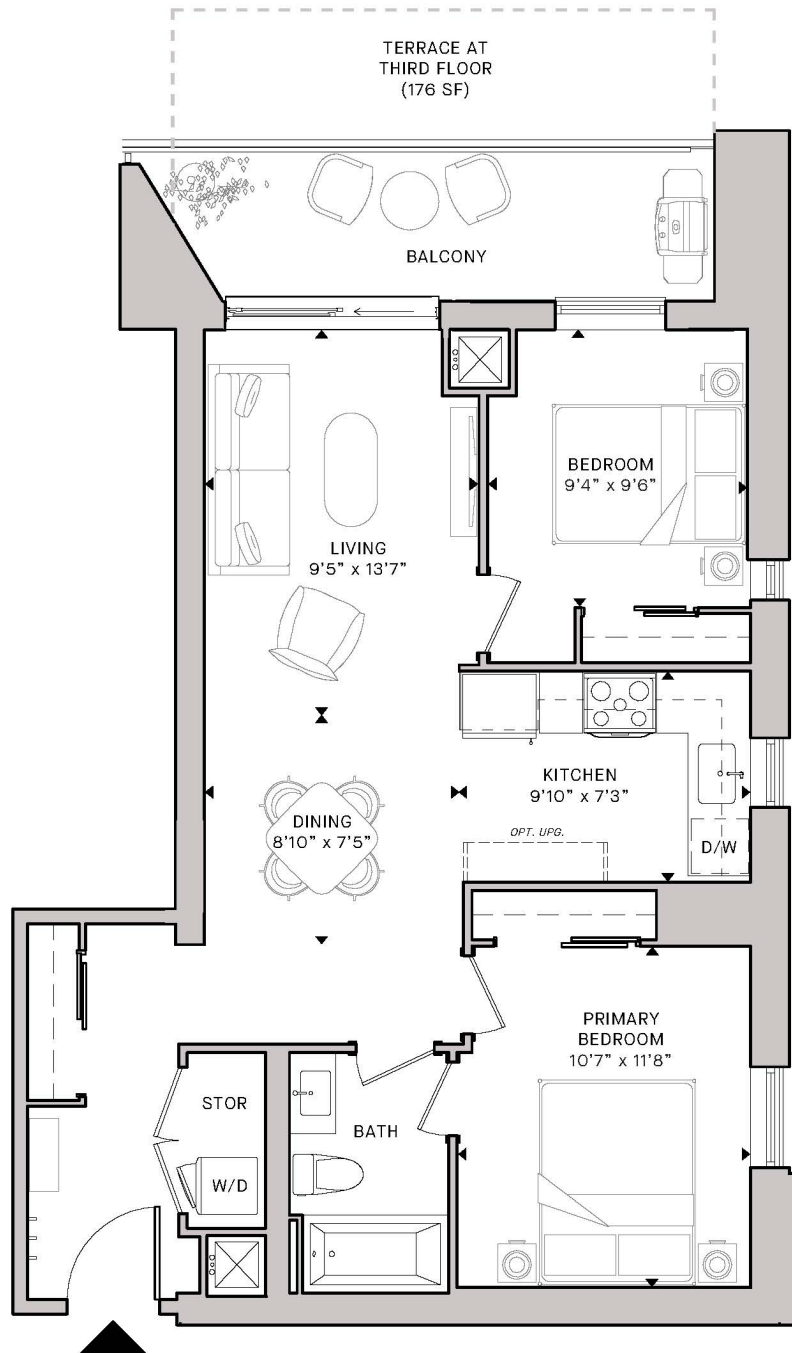 TERRACE AT
THIRD FLOOR
(176 SF)
BALCONY
BEDROOM
9’4” x 9’6”
LIVING
9’5” x 13’7”
KITCHEN
9’10” x 7’3”
DINING
8’10” x 7’5”
OPT. UPG.
D/W
PRIMARY
BEDROOM
10’7” x 11’8”
STOR
BATH
W/D